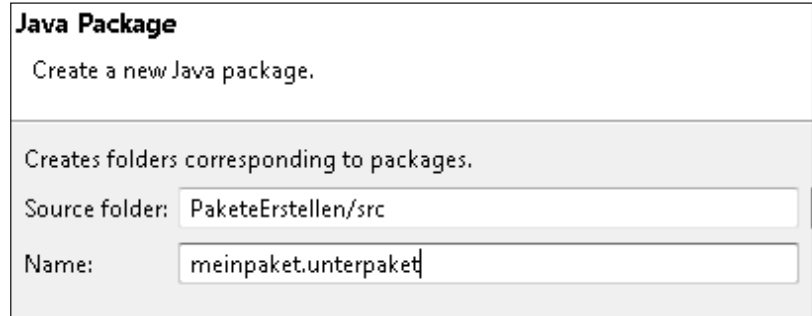 Java Package
Create a new Java package.
Creates folders corresponding to packages.
Source folder: PaketeErstellen/src
Name: meinpaket.unterpaket